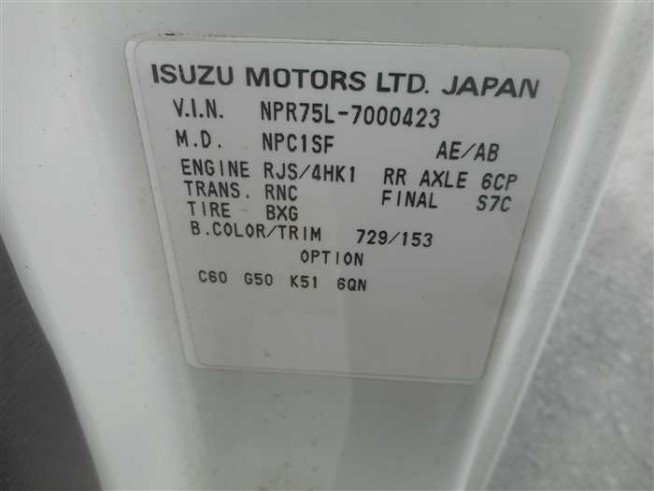 ISUZU MOTORS LTD. JAPAN
V.I.N. NPR75L-7000423
M.D. NPC1SF AE/AB
ENGINE RJS/4HK1 RR AXLE 6CP
TRANS. RNC FINAL S7C
TIRE BXG
B.COLOR/TRIM 729/153
OPTION
C60 G50 K51 6QN